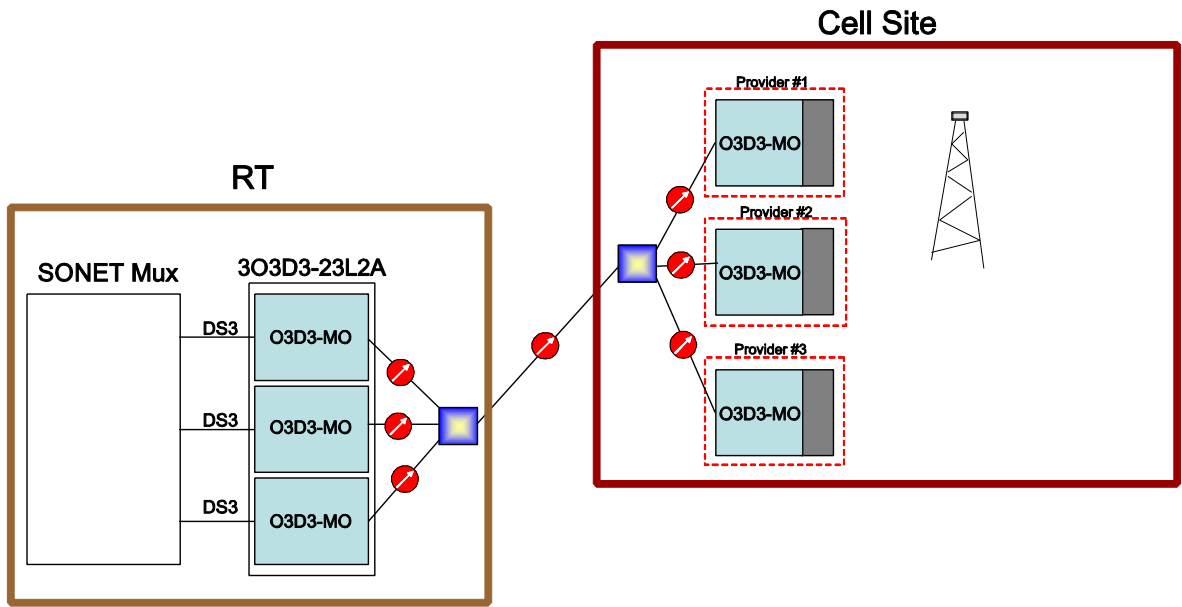 Cell Site
Provider #1
O3D3-MO
RT
Provider #2
SONET Mux
3O3D3-23L2A
O3D3-MO
DS3
O3D3-MO
Provider #3
DS3
O3D3-MO
O3D3-MO
DS3
O3D3-MO